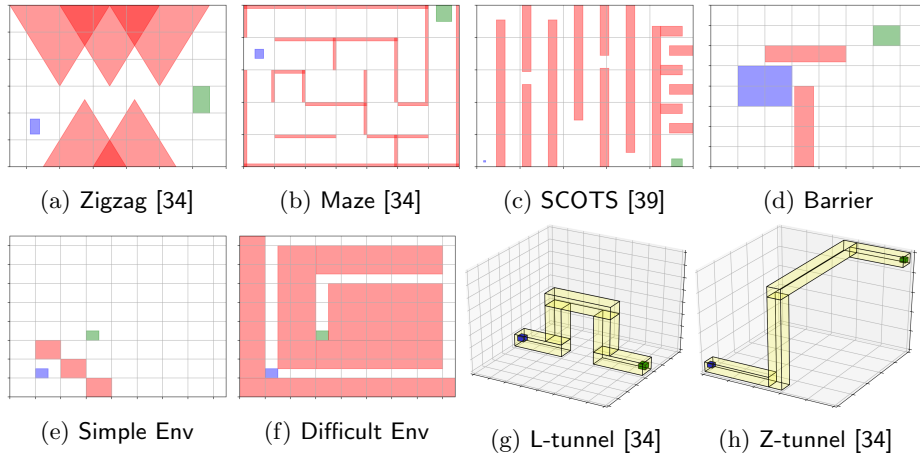 (a) Zigzag [34]
(b) Maze [34]
(c) SCOTS [39]
(d) Barrier
(e) Simple Env
(f) Difficult Env
(g) L-tunnel [34]
(h) Z-tunnel [34]